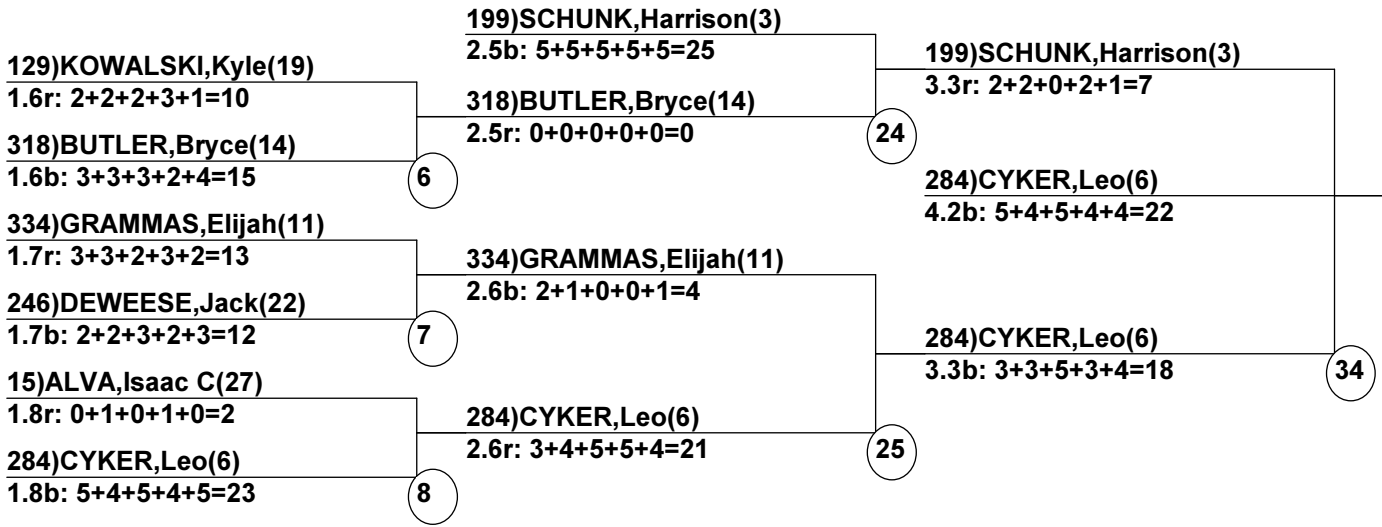 129)KOWALSKI,Kyle(19)
1.6r: 2+2+2+3+1=10
318)BUTLER,Bryce(14)
1.6b: 3+3+3+2+4=15
6
334)GRAMMAS,Elijah(11)
1.7r: 3+3+2+3+2=13
246)DEWEESE,Jack(22)
1.7b: 2+2+3+2+3=12
7
15)ALVA,Isaac C(27)
1.8r: 0+1+0+1+0=2
284)CYKER,Leo(6)
1.8b: 5+4+5+4+5=23
8
199)SCHUNK,Harrison(3)
2.5b: 5+5+5+5+5=25
318)BUTLER,Bryce(14)
2.5r: 0+0+0+0+0=0
24
334)GRAMMAS,Elijah(11)
2.6b: 2+1+0+0+1=4
284)CYKER,Leo(6)
2.6r: 3+4+5+5+4=21
25
199)SCHUNK,Harrison(3)
3.3r: 2+2+0+2+1=7
284)CYKER,Leo(6)
4.2b: 5+4+5+4+4=22
284)CYKER,Leo(6)
3.3b: 3+3+5+3+4=18
34